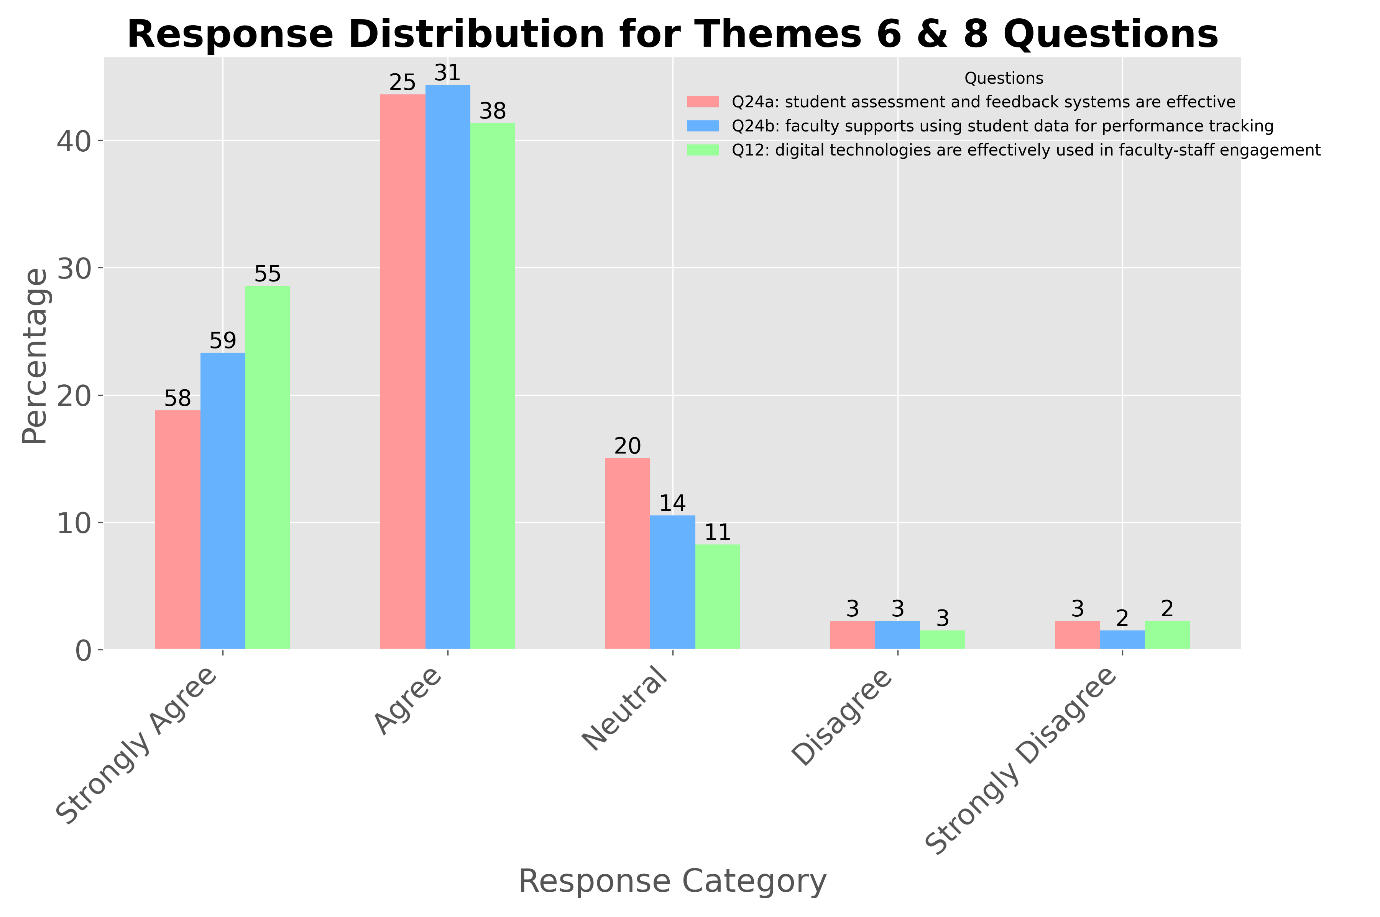 Response Distribution for Themes 6 & 8 Questions
Questions
Q24a: student assessment and feedback systems are effective
Q24b: faculty supports using student data for performance tracking
Q12: digital technologies are effectively used in faculty-staff engagement
Percentage
40
30
20
10
0
58
59
55
25
31
38
20
14
11
3
3
3
3
2
2
Strongly Agree
Agree
Neutral
Disagree
Strongly Disagree
Response Category